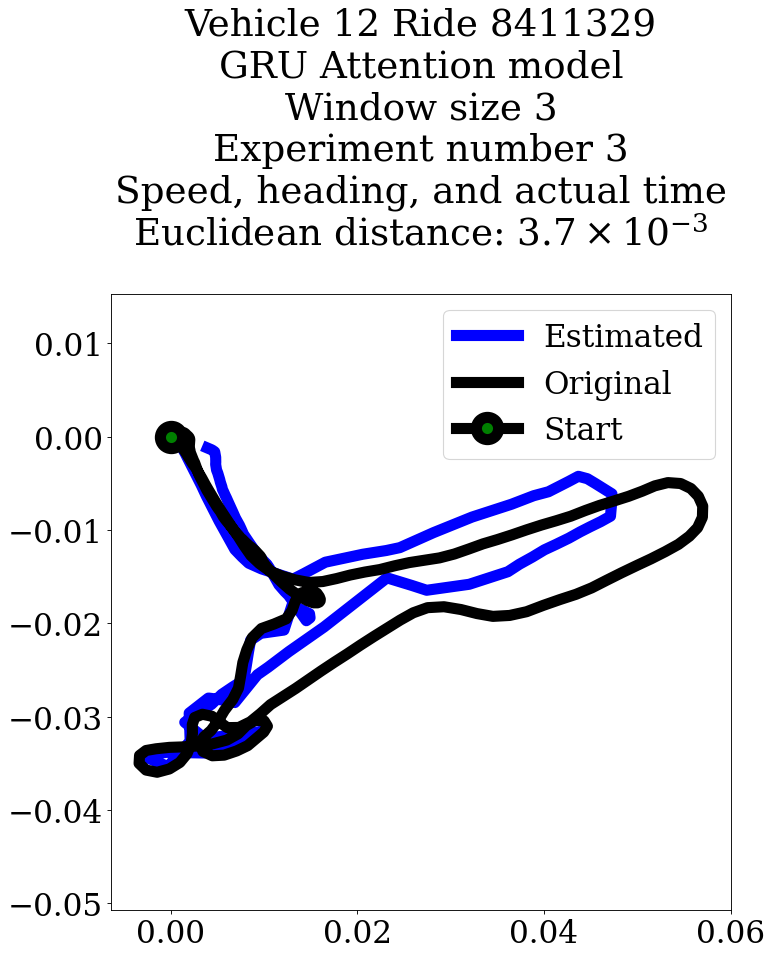 Vehicle 12 Ride 8411329
GRU Attention model
Window size 3
Experiment number 3
Speed, heading, and actual time
Euclidean distance: 3.7 × 10⁻³
Estimated
Original
Start
0.01
0.00
−0.01
−0.02
−0.03
−0.04
−0.05
0.00 0.02 0.04 0.06